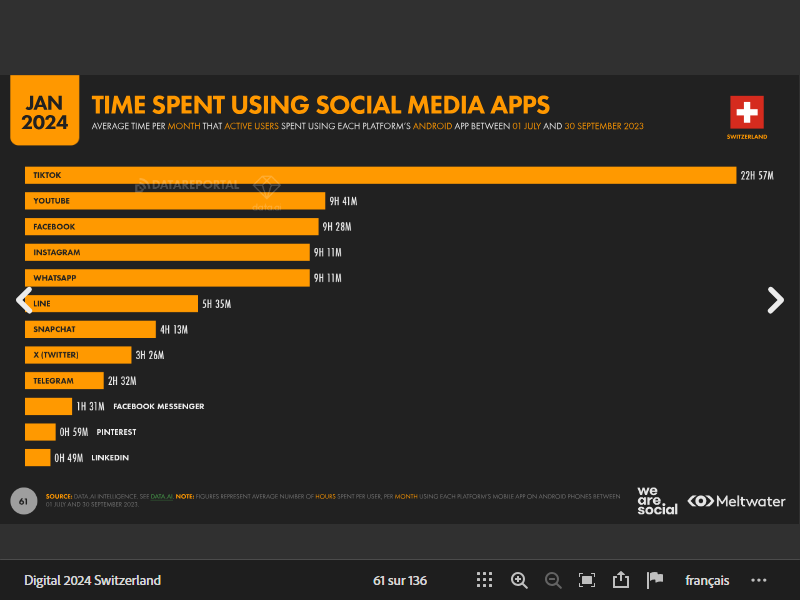 JAN
2024
TIME SPENT USING SOCIAL MEDIA APPS
AVERAGE TIME PER MONTH THAT ACTIVE USERS SPENT USING EACH PLATFORM'S ANDROID APP BETWEEN 01 JULY AND 30 SEPTEMBER 2023
SWITZERLAND
TIKTOK 22H 57M
DATAREPORTAL
YOUTUBE 9H 41M
FACEBOOK 9H 28M
INSTAGRAM 9H 11M
WHATSAPP 9H 11M
LINE 5H 35M
SNAPCHAT 4H 13M
X (TWITTER) 3H 26M
TELEGRAM 2H 32M
1H 31M FACEBOOK MESSENGER
0H 59M PINTEREST
0H 49M LINKEDIN
61
SOURCE: DATA.AI INTELLIGENCE. SEE DATA.AI. NOTE: FIGURES REPRESENT AVERAGE NUMBER OF HOURS SPENT PER USER, PER MONTH USING EACH PLATFORM'S MOBILE APP ON ANDROID PHONES BETWEEN
01 JULY AND 30 SEPTEMBER 2023.
we
are
social
Meltwater
Digital 2024 Switzerland
61 sur 136
français